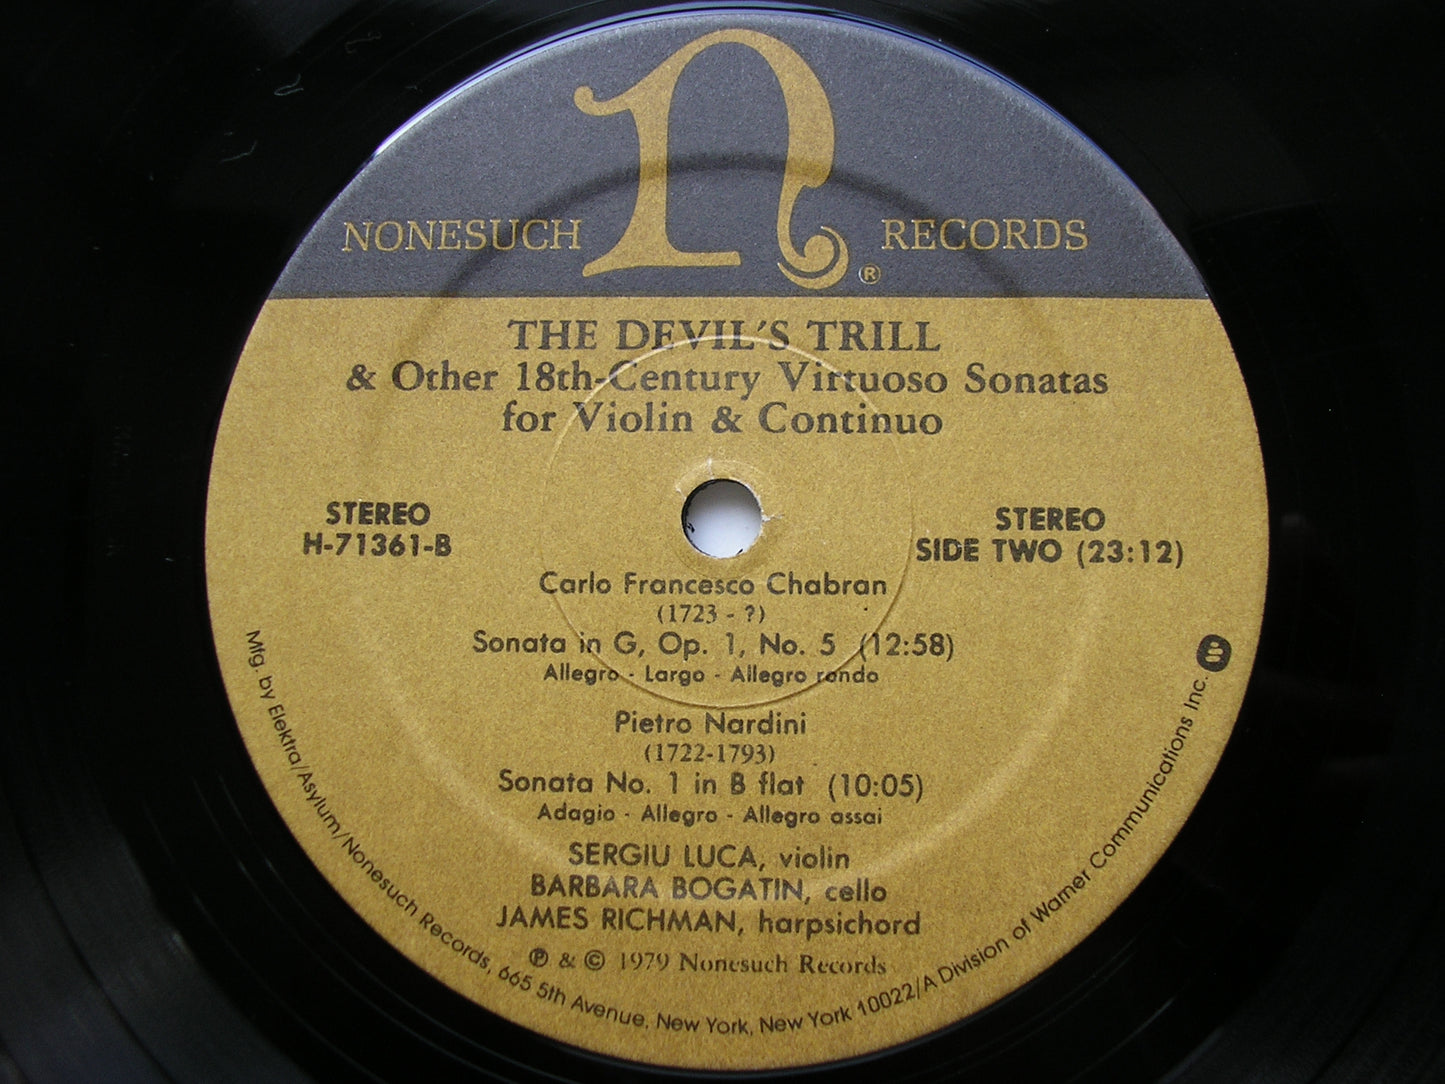 n
NONESUCH RECORDS ®
THE DEVIL'S TRILL
& Other 18th-Century Virtuoso Sonatas
for Violin & Continuo
STEREO
H-71361-B
STEREO
SIDE TWO (23:12)
Carlo Francesco Chabran
(1723 - ?)
Sonata in G, Op. 1, No. 5 (12:58)
Allegro - Largo - Allegro rondo
Pietro Nardini
(1722-1793)
Sonata No. 1 in B flat (10:05)
Adagio - Allegro - Allegro assai
SERGIU LUCA, violin
BARBARA BOGATIN, cello
JAMES RICHMAN, harpsichord
℗ & © 1979 Nonesuch Records
Mfg. by Elektra/Asylum/Nonesuch Records, 665 5th Avenue, New York, New York 10022/A Division of Warner Communications Inc.